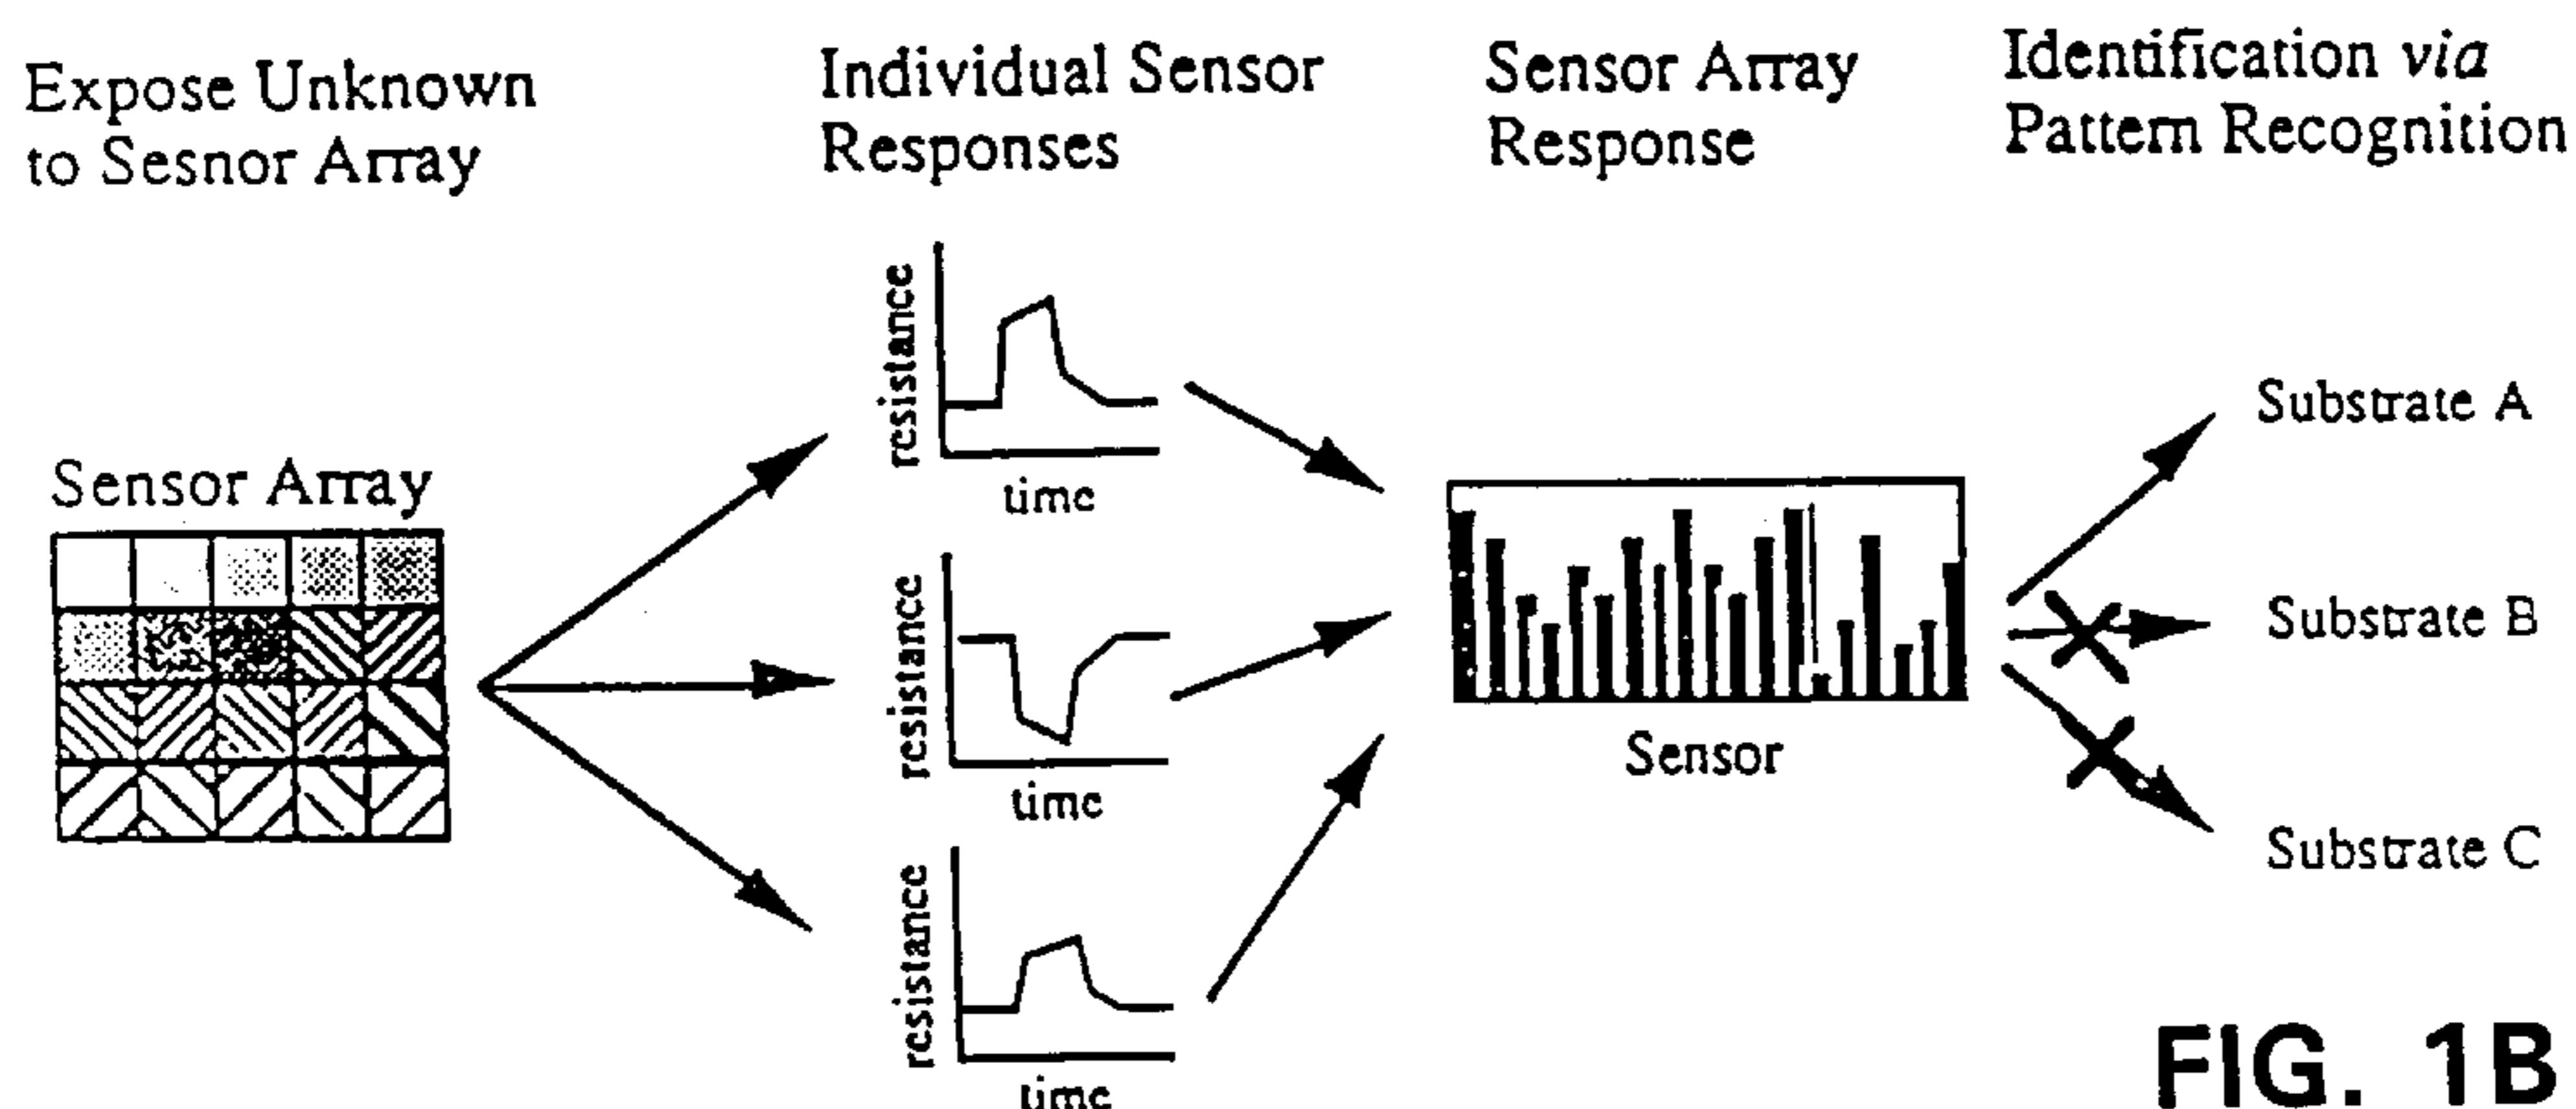 Expose Unknown
to Sesnor Array
Individual Sensor
Responses
Sensor Array
Response
Identification via
Pattern Recognition
Sensor Array
resistance
time
resistance
time
resistance
time
Sensor
Substrate A
Substrate B
Substrate C
FIG. 1B